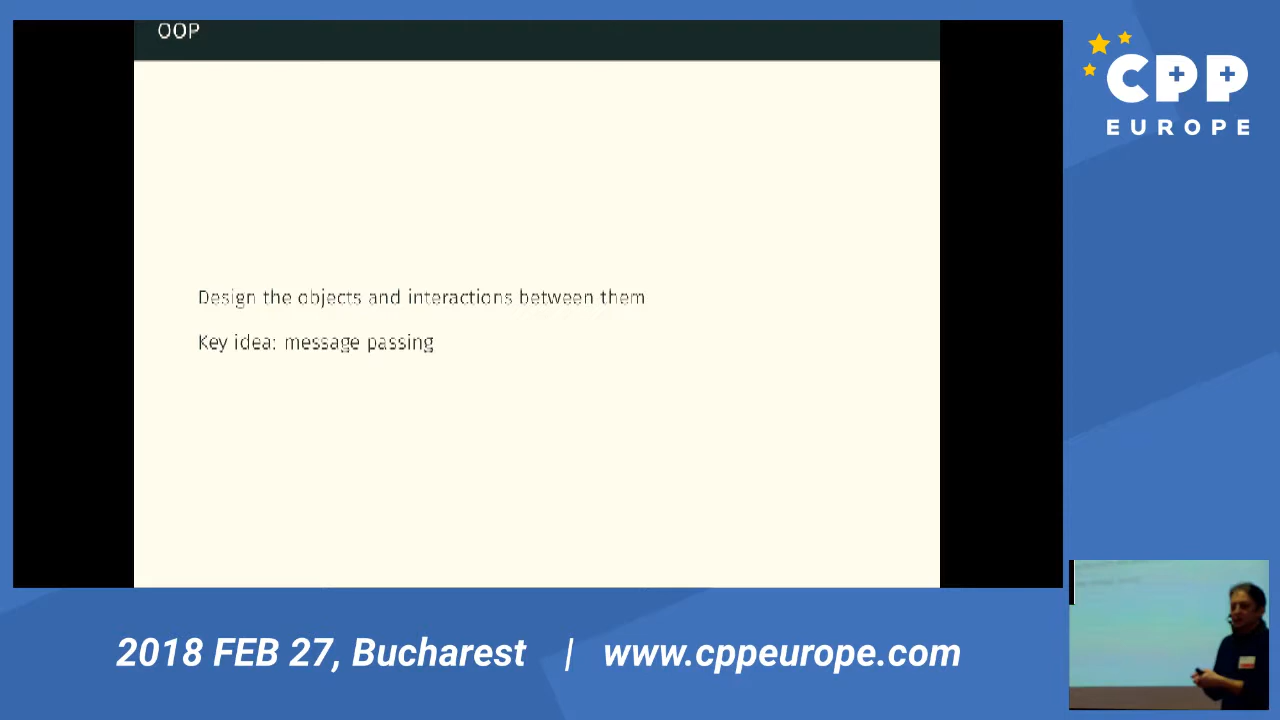 OOP
Design the objects and interactions between them
Key idea: message passing
CPP
EUROPE
2018 FEB 27, Bucharest | www.cppeurope.com